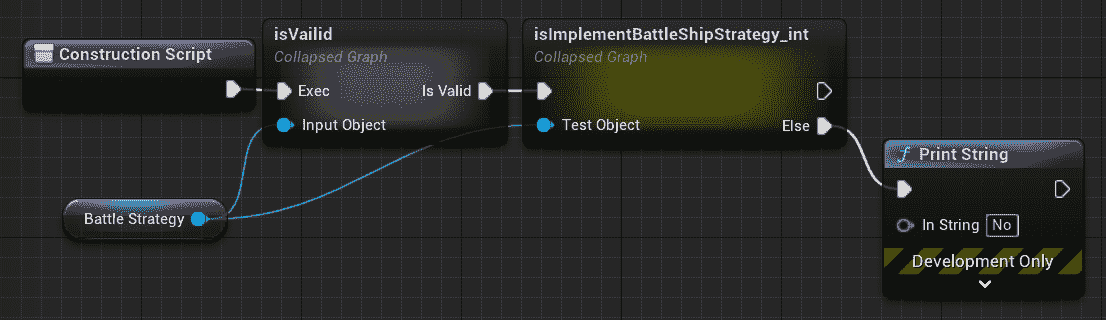 Construction Script
isVailid
Collapsed Graph
Exec
Is Valid
Input Object
isImplementBattleShipStrategy_int
Collapsed Graph
Test Object
Else
Battle Strategy
f Print String
In String No
Development Only